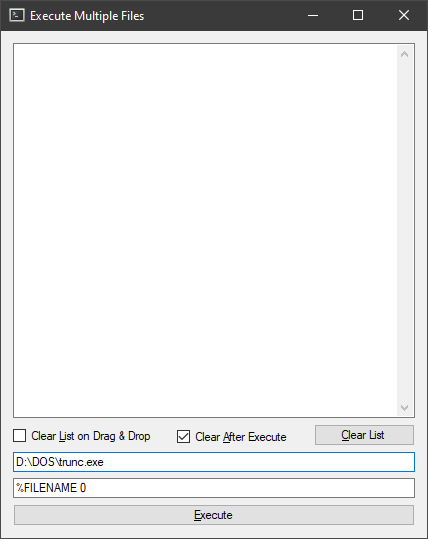 Execute Multiple Files
Clear List on Drag & Drop
Clear After Execute
Clear List
D:\DOS\trunc.exe
%FILENAME 0
Execute